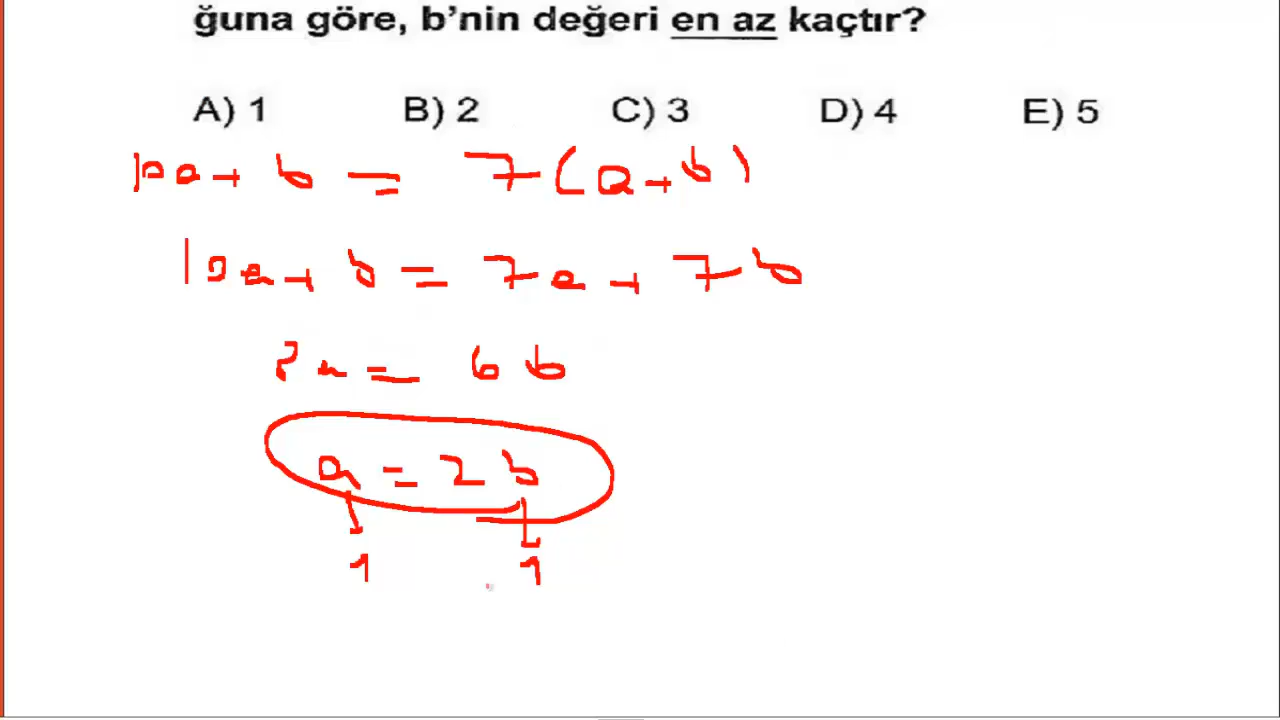 ğuna göre, b'nin değeri en az kaçtır?
A) 1 B) 2 C) 3 D) 4 E) 5
10a + b = 7(a + b)
10a + b = 7a + 7b
3a = 6b
a = 2b
1 1